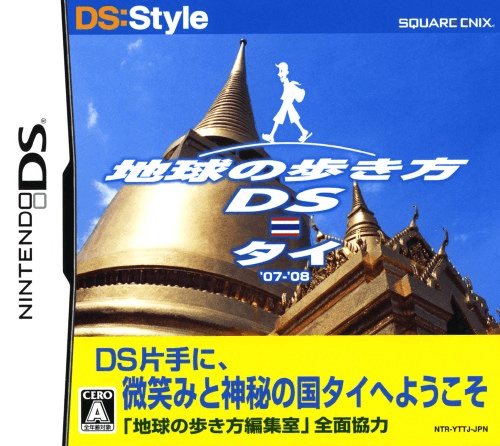 DS:Style
SQUARE ENIX.
NINTENDO DS®
地球の歩き方
DS
タイ
'07-'08
DS片手に、
微笑みと神秘の国タイへようこそ
「地球の歩き方編集室」全面協力
CERO
A
全年齢対象
NTR-YTTJ-JPN